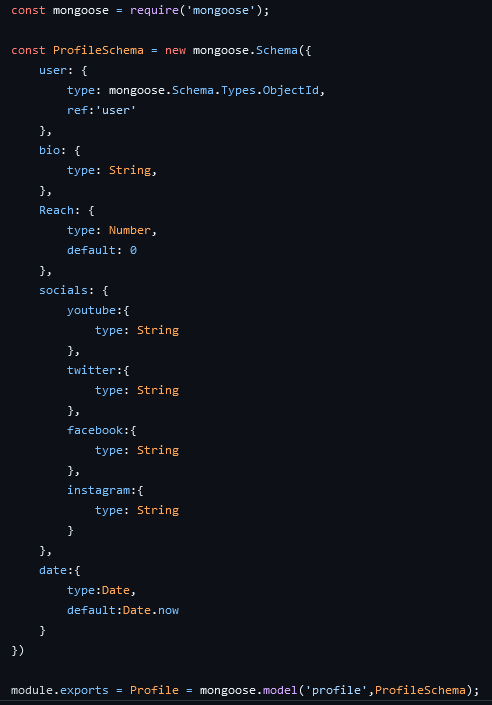 const mongoose = require('mongoose');

const ProfileSchema = new mongoose.Schema({
    user: {
        type: mongoose.Schema.Types.ObjectId,
        ref:'user'
    },
    bio: {
        type: String,
    },
    Reach: {
        type: Number,
        default: 0
    },
    socials: {
        youtube:{
            type: String
        },
        twitter:{
            type: String
        },
        facebook:{
            type: String
        },
        instagram:{
            type: String
        }
    },
    date:{
        type:Date,
        default:Date.now
    }
})

module.exports = Profile = mongoose.model('profile',ProfileSchema);